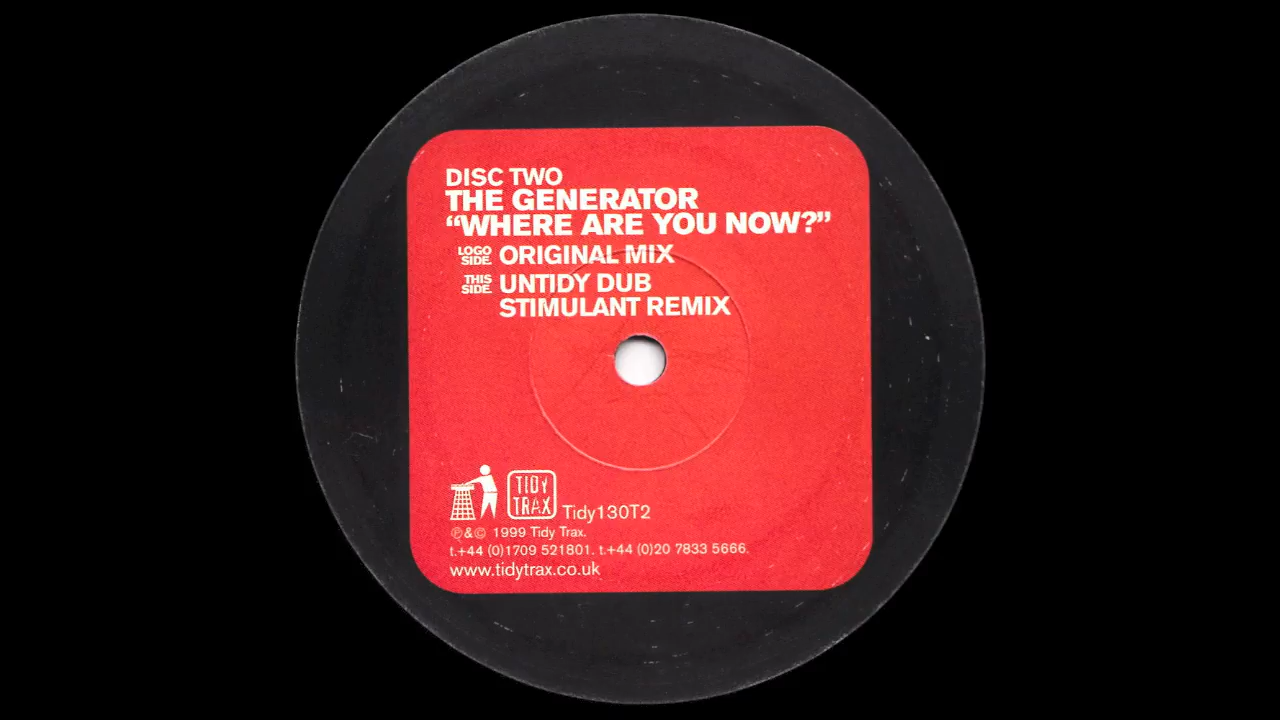 DISC TWO
THE GENERATOR
“WHERE ARE YOU NOW?”
LOGO SIDE. ORIGINAL MIX
THIS SIDE. UNTIDY DUB
STIMULANT REMIX
TIDY
TRAX Tidy130T2
℗&© 1999 Tidy Trax.
t.+44 (0)1709 521801. t.+44 (0)20 7833 5666.
www.tidytrax.co.uk